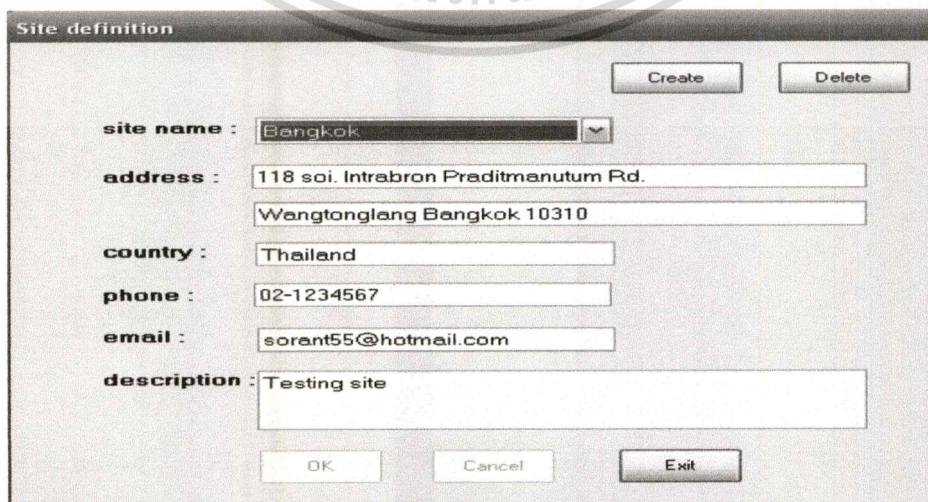 Site definition
Create Delete
site name : Bangkok
address : 118 soi. Intrabron Praditmanutum Rd.
Wangtonglang Bangkok 10310
country : Thailand
phone : 02-1234567
email : sorant55@hotmail.com
description : Testing site
OK Cancel Exit